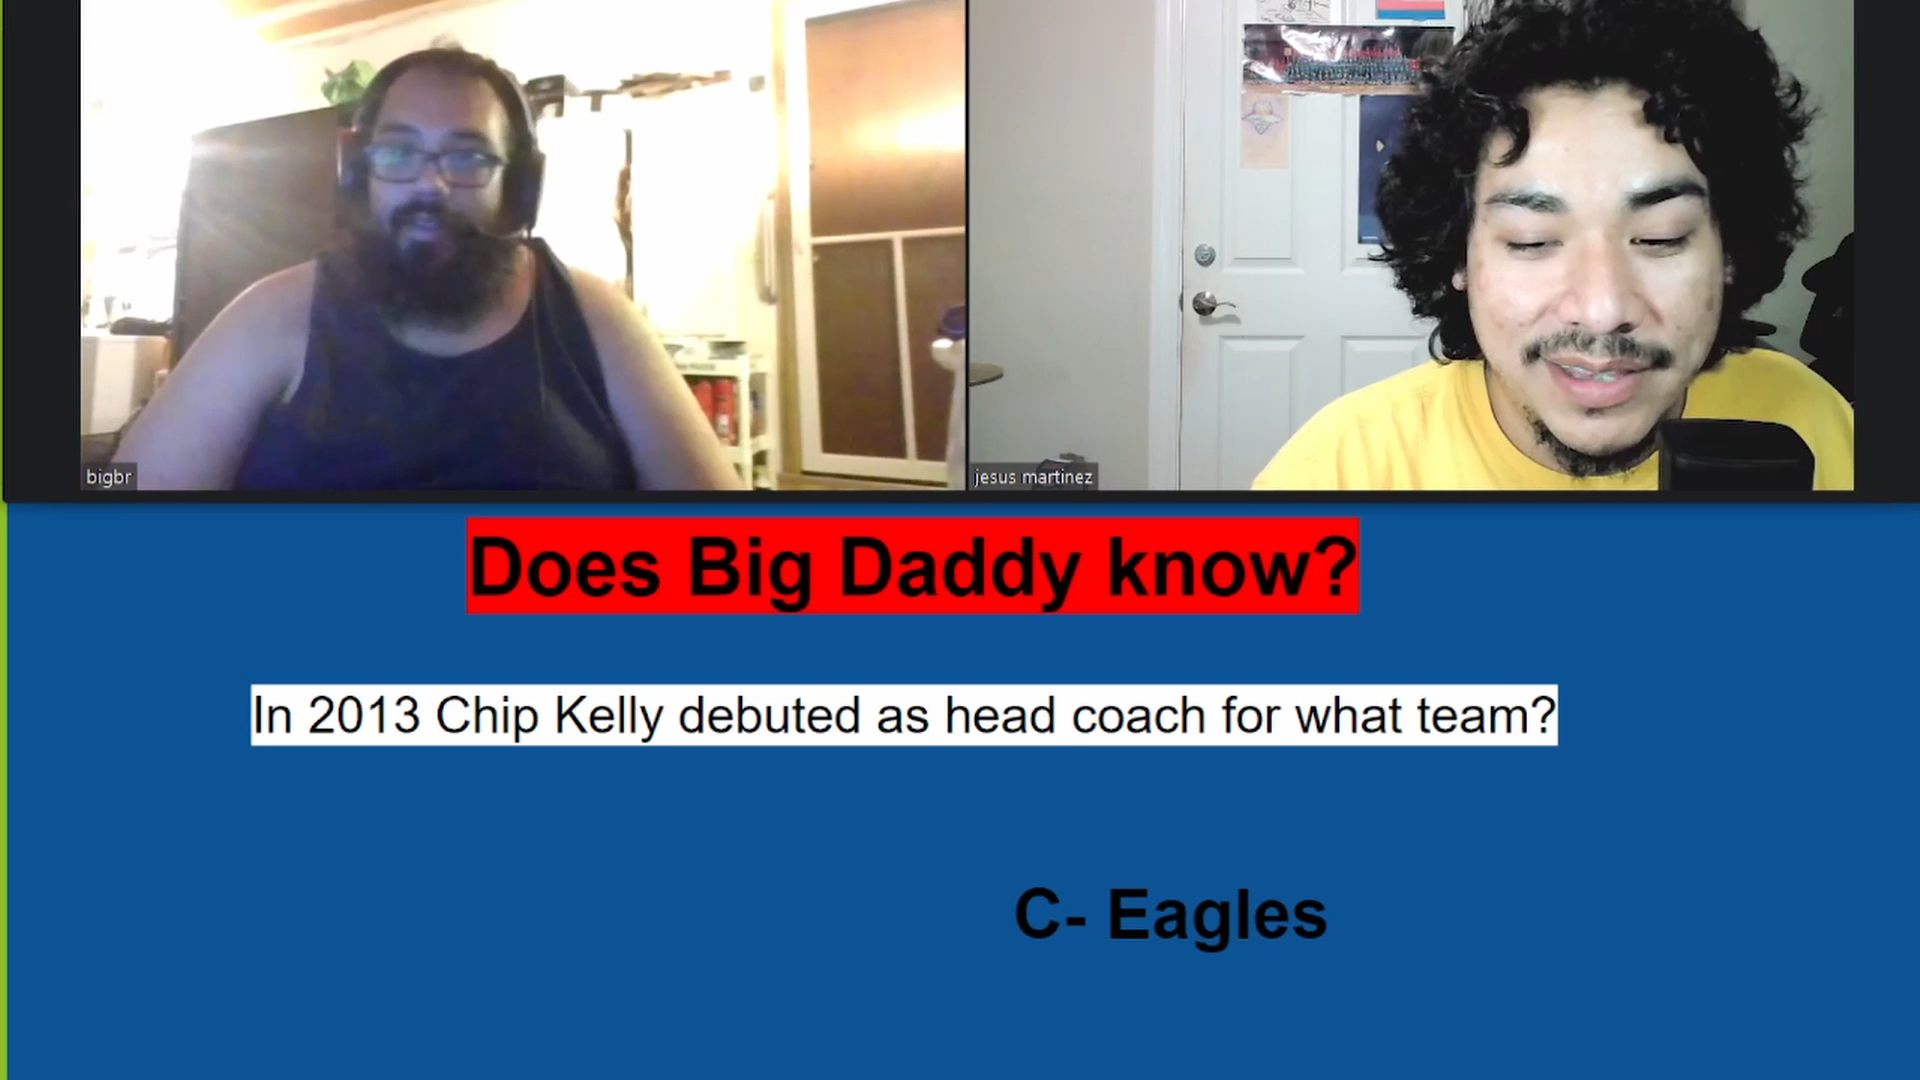 bigbr
jesus martinez
Does Big Daddy know?
In 2013 Chip Kelly debuted as head coach for what team?
C- Eagles